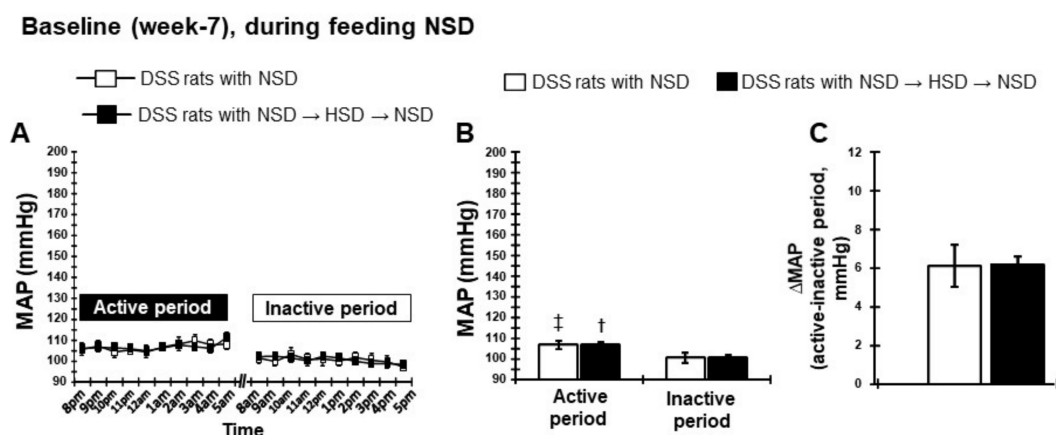 Baseline (week-7), during feeding NSD
DSS rats with NSD
DSS rats with NSD → HSD → NSD
DSS rats with NSD
DSS rats with NSD → HSD → NSD
A
MAP (mmHg)
200
190
180
170
160
150
140
130
120
110
100
90
Active period
Inactive period
8pm
9pm
10pm
11pm
12am
1am
2am
3am
4am
5am
//
8am
9am
10am
11am
12pm
1pm
2pm
3pm
4pm
5pm
Time
B
MAP (mmHg)
200
190
180
170
160
150
140
130
120
110
100
90
‡
†
Active
period
Inactive
period
C
ΔMAP
(active-inactive period,
mmHg)
12
10
8
6
4
2
0